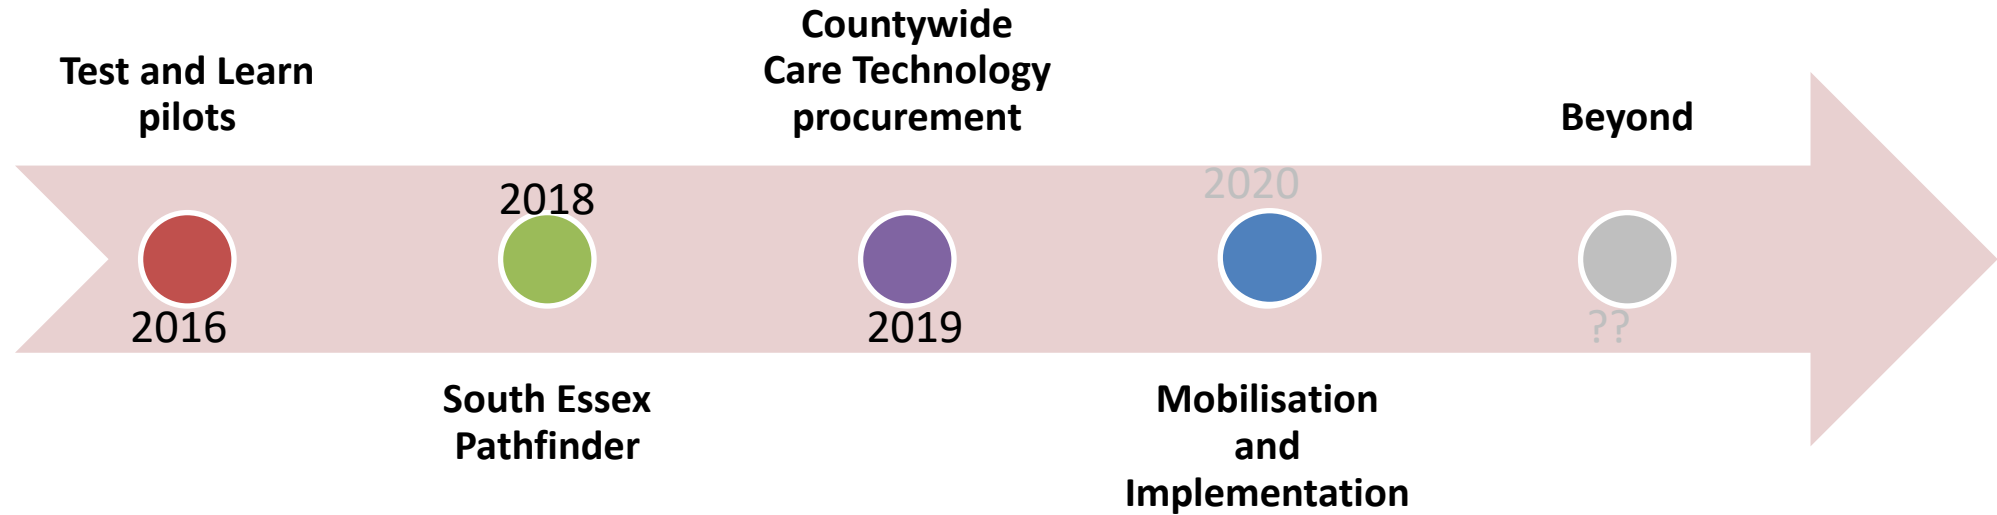 Test and Learn
pilots
2016
2018
South Essex
Pathfinder
Countywide
Care Technology
procurement
2019
2020
Mobilisation
and
Implementation
Beyond
??